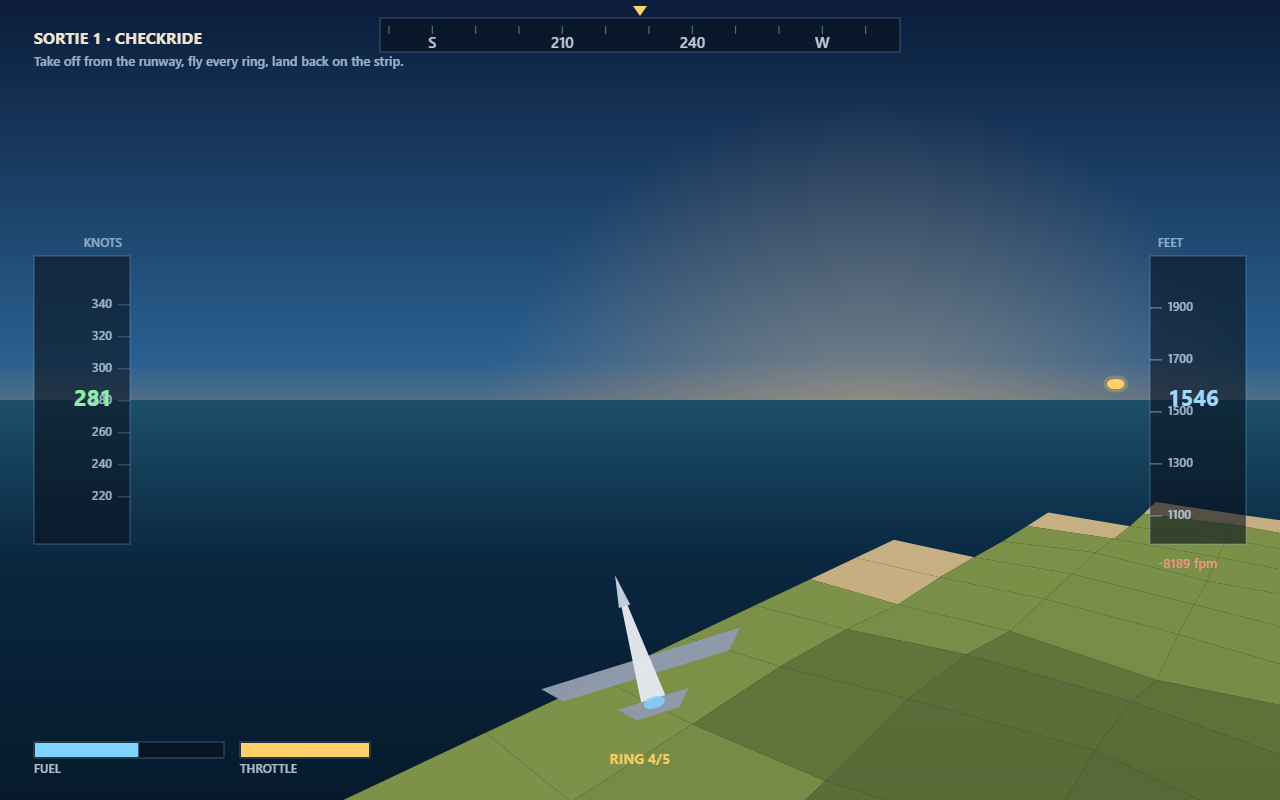 SORTIE 1 · CHECKRIDE
Take off from the runway, fly every ring, land back on the strip.
S 210 240 W
KNOTS
340
320
300
281
260
240
220
FEET
1900
1700
1546
1500
1300
1100
-8189 fpm
FUEL
THROTTLE
RING 4/5